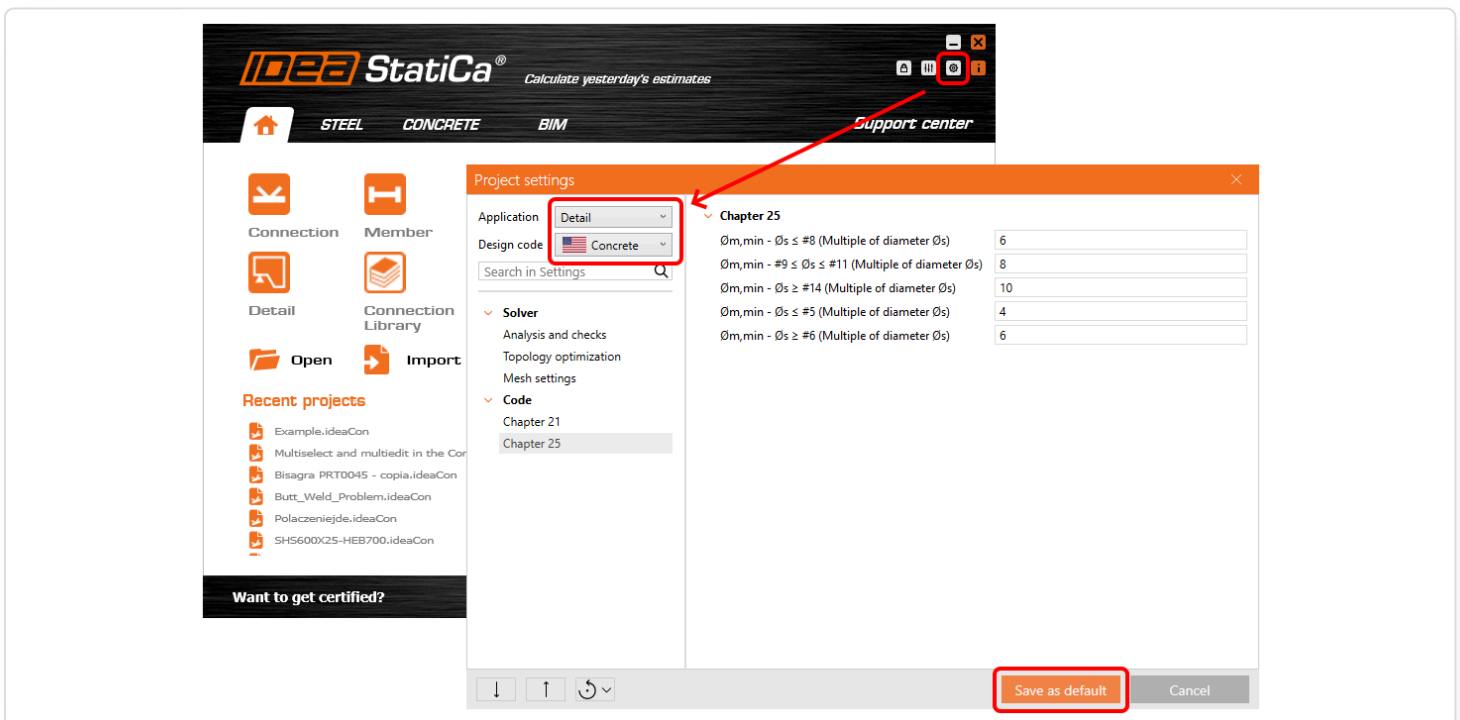 IDEA StatiCa®
Calculate yesterday's estimates
STEEL CONCRETE BIM
Support center
Connection
Member
Detail
Connection
Library
Open
Import
Recent projects
Example.ideaCon
Multiselect and multiedit in the Con
Bisagra PRT0045 - copia.ideaCon
Butt_Weld_Problem.ideaCon
Polaczeniejde.ideaCon
SHS600X25-HEB700.ideaCon
Want to get certified?
Project settings
Application Detail
Design code Concrete
Search in Settings
Solver
Analysis and checks
Topology optimization
Mesh settings
Code
Chapter 21
Chapter 25
Chapter 25
Øm,min - Øs ≤ #8 (Multiple of diameter Øs) 6
Øm,min - #9 ≤ Øs ≤ #11 (Multiple of diameter Øs) 8
Øm,min - Øs ≥ #14 (Multiple of diameter Øs) 10
Øm,min - Øs ≤ #5 (Multiple of diameter Øs) 4
Øm,min - Øs ≥ #6 (Multiple of diameter Øs) 6
Save as default
Cancel